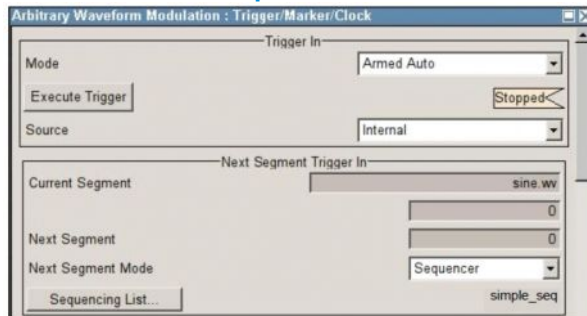 Arbitrary Waveform Modulation : Trigger/Marker/Clock
Trigger In
Mode Armed Auto
Execute Trigger Stopped
Source Internal
Next Segment Trigger In
Current Segment sine.wv
0
Next Segment 0
Next Segment Mode Sequencer
Sequencing List... simple_seq